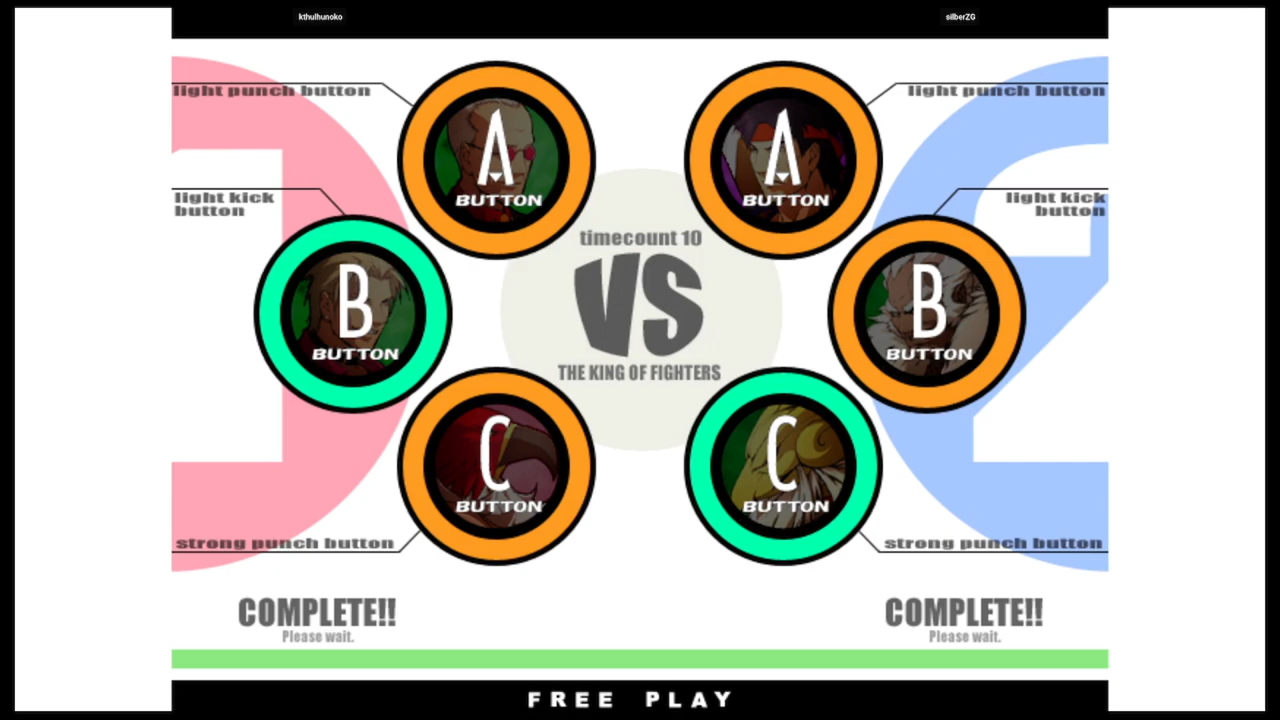 kthulhunoko
silberZG
light punch button
light punch button
A
BUTTON
A
BUTTON
light kick
button
light kick
button
B
BUTTON
timecount 10
VS
THE KING OF FIGHTERS
B
BUTTON
C
BUTTON
C
BUTTON
strong punch button
strong punch button
COMPLETE!!
Please wait.
COMPLETE!!
Please wait.
FREE PLAY